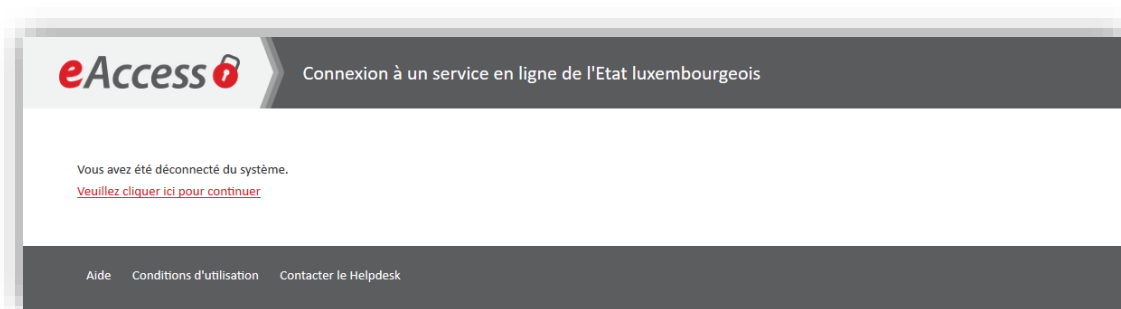 eAccess
Connexion à un service en ligne de l'Etat luxembourgeois
Vous avez été déconnecté du système.
Veuillez cliquer ici pour continuer
Aide Conditions d'utilisation Contacter le Helpdesk